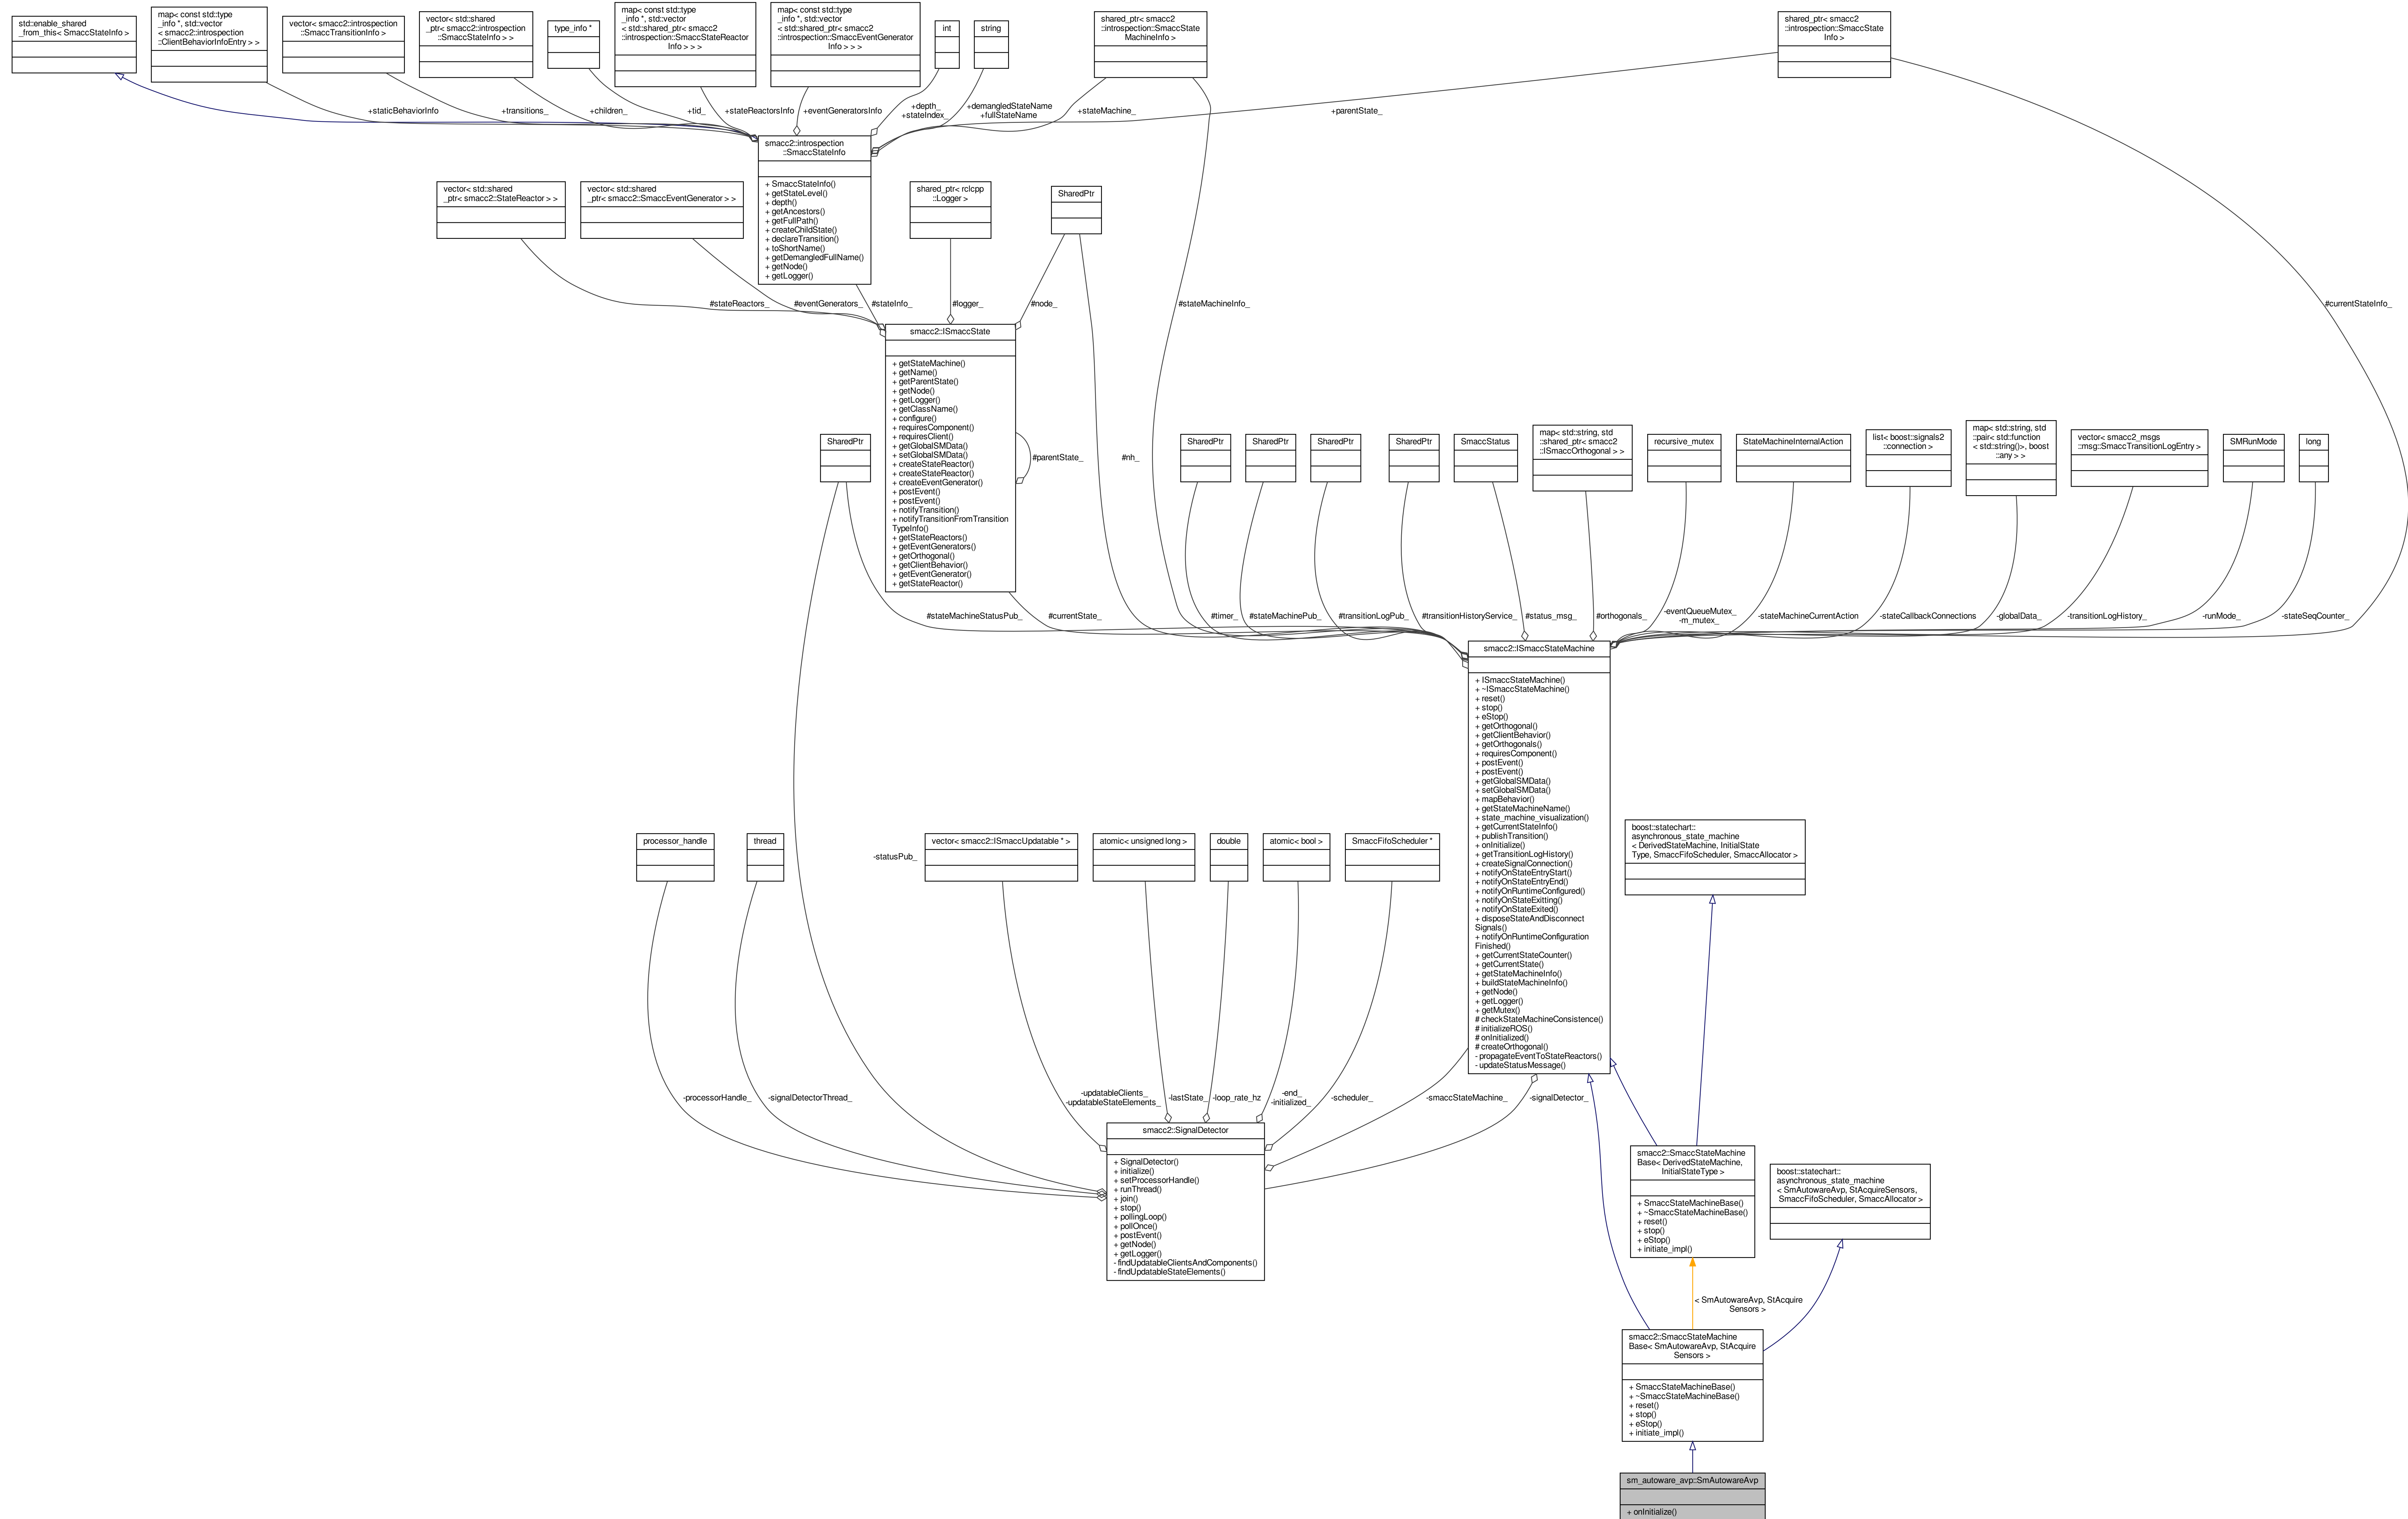 std::enable_shared
_from_this< SmaccStateInfo >
map< const std::type
_info *, std::vector
< smacc2::introspection
::ClientBehaviorInfoEntry > >
vector< smacc2::introspection
::SmaccTransitionInfo >
vector< std::shared
_ptr< smacc2::introspection
::SmaccStateInfo > >
type_info *
map< const std::type
_info *, std::vector
< std::shared_ptr< smacc2
::introspection::SmaccStateReactor
Info > > >
map< const std::type
_info *, std::vector
< std::shared_ptr< smacc2
::introspection::SmaccEventGenerator
Info > > >
int
string
shared_ptr< smacc2
::introspection::SmaccState
MachineInfo >
shared_ptr< smacc2
::introspection::SmaccState
Info >
+staticBehaviorInfo
+transitions_
+children_
+tid_
+stateReactorsInfo
+eventGeneratorsInfo
+depth_
+stateIndex_
+demangledStateName
+fullStateName
+stateMachine_
+parentState_
smacc2::introspection
::SmaccStateInfo
+ SmaccStateInfo()
+ getStateLevel()
+ depth()
+ getAncestors()
+ getFullPath()
+ createChildState()
+ declareTransition()
+ toShortName()
+ getDemangledFullName()
+ getNode()
+ getLogger()
vector< std::shared
_ptr< smacc2::StateReactor > >
vector< std::shared
_ptr< smacc2::SmaccEventGenerator > >
shared_ptr< rclcpp
::Logger >
SharedPtr
#stateReactors_
#eventGenerators_
#stateInfo_
#logger_
#node_
#stateMachineInfo_
#currentStateInfo_
smacc2::ISmaccState
+ getStateMachine()
+ getName()
+ getParentState()
+ getNode()
+ getLogger()
+ getClassName()
+ configure()
+ requiresComponent()
+ requiresClient()
+ getGlobalSMData()
+ setGlobalSMData()
+ createStateReactor()
+ createStateReactor()
+ createEventGenerator()
+ postEvent()
+ postEvent()
+ notifyTransition()
+ notifyTransitionFromTransition
TypeInfo()
+ getStateReactors()
+ getEventGenerators()
+ getOrthogonal()
+ getClientBehavior()
+ getEventGenerator()
+ getStateReactor()
#parentState_
#nh_
SharedPtr
SharedPtr
SharedPtr
SharedPtr
SharedPtr
SmaccStatus
map< std::string, std
::shared_ptr< smacc2
::ISmaccOrthogonal > >
recursive_mutex
StateMachineInternalAction
list< boost::signals2
::connection >
map< std::string, std
::pair< std::function
< std::string()>, boost
::any > >
vector< smacc2_msgs
::msg::SmaccTransitionLogEntry >
SMRunMode
long
#stateMachineStatusPub_
#currentState_
#timer_
#stateMachinePub_
#transitionLogPub_
#transitionHistoryService_
#status_msg_
#orthogonals_
-eventQueueMutex_
-m_mutex_
-stateMachineCurrentAction
-stateCallbackConnections
-globalData_
-transitionLogHistory_
-runMode_
-stateSeqCounter_
smacc2::ISmaccStateMachine
+ ISmaccStateMachine()
+ ~ISmaccStateMachine()
+ reset()
+ stop()
+ eStop()
+ getOrthogonal()
+ getClientBehavior()
+ getOrthogonals()
+ requiresComponent()
+ postEvent()
+ postEvent()
+ getGlobalSMData()
+ setGlobalSMData()
+ mapBehavior()
+ getStateMachineName()
+ state_machine_visualization()
+ getCurrentStateInfo()
+ publishTransition()
+ onInitialize()
+ getTransitionLogHistory()
+ createSignalConnection()
+ notifyOnStateEntryStart()
+ notifyOnStateEntryEnd()
+ notifyOnRuntimeConfigured()
+ notifyOnStateExitting()
+ notifyOnStateExited()
+ disposeStateAndDisconnect
Signals()
+ notifyOnRuntimeConfiguration
Finished()
+ getCurrentStateCounter()
+ getCurrentState()
+ getStateMachineInfo()
+ buildStateMachineInfo()
+ getNode()
+ getLogger()
+ getMutex()
# checkStateMachineConsistence()
# initializeROS()
# onInitialized()
# createOrthogonal()
- propagateEventToStateReactors()
- updateStatusMessage()
processor_handle
thread
-statusPub_
vector< smacc2::ISmaccUpdatable * >
atomic< unsigned long >
double
atomic< bool >
SmaccFifoScheduler *
boost::statechart::
asynchronous_state_machine
< DerivedStateMachine, InitialState
Type, SmaccFifoScheduler, SmaccAllocator >
-processorHandle_
-signalDetectorThread_
-updatableClients_
-updatableStateElements_
-lastState_
-loop_rate_hz
-end_
-initialized_
-scheduler_
-smaccStateMachine_
-signalDetector_
smacc2::SignalDetector
+ SignalDetector()
+ initialize()
+ setProcessorHandle()
+ runThread()
+ join()
+ stop()
+ pollingLoop()
+ pollOnce()
+ postEvent()
+ getNode()
+ getLogger()
- findUpdatableClientsAndComponents()
- findUpdatableStateElements()
smacc2::SmaccStateMachine
Base< DerivedStateMachine,
InitialStateType >
+ SmaccStateMachineBase()
+ ~SmaccStateMachineBase()
+ reset()
+ stop()
+ eStop()
+ initiate_impl()
boost::statechart::
asynchronous_state_machine
< SmAutowareAvp, StAcquireSensors,
SmaccFifoScheduler, SmaccAllocator >
< SmAutowareAvp, StAcquire
Sensors >
smacc2::SmaccStateMachine
Base< SmAutowareAvp, StAcquire
Sensors >
+ SmaccStateMachineBase()
+ ~SmaccStateMachineBase()
+ reset()
+ stop()
+ eStop()
+ initiate_impl()
sm_autoware_avp::SmAutowareAvp
+ onInitialize()